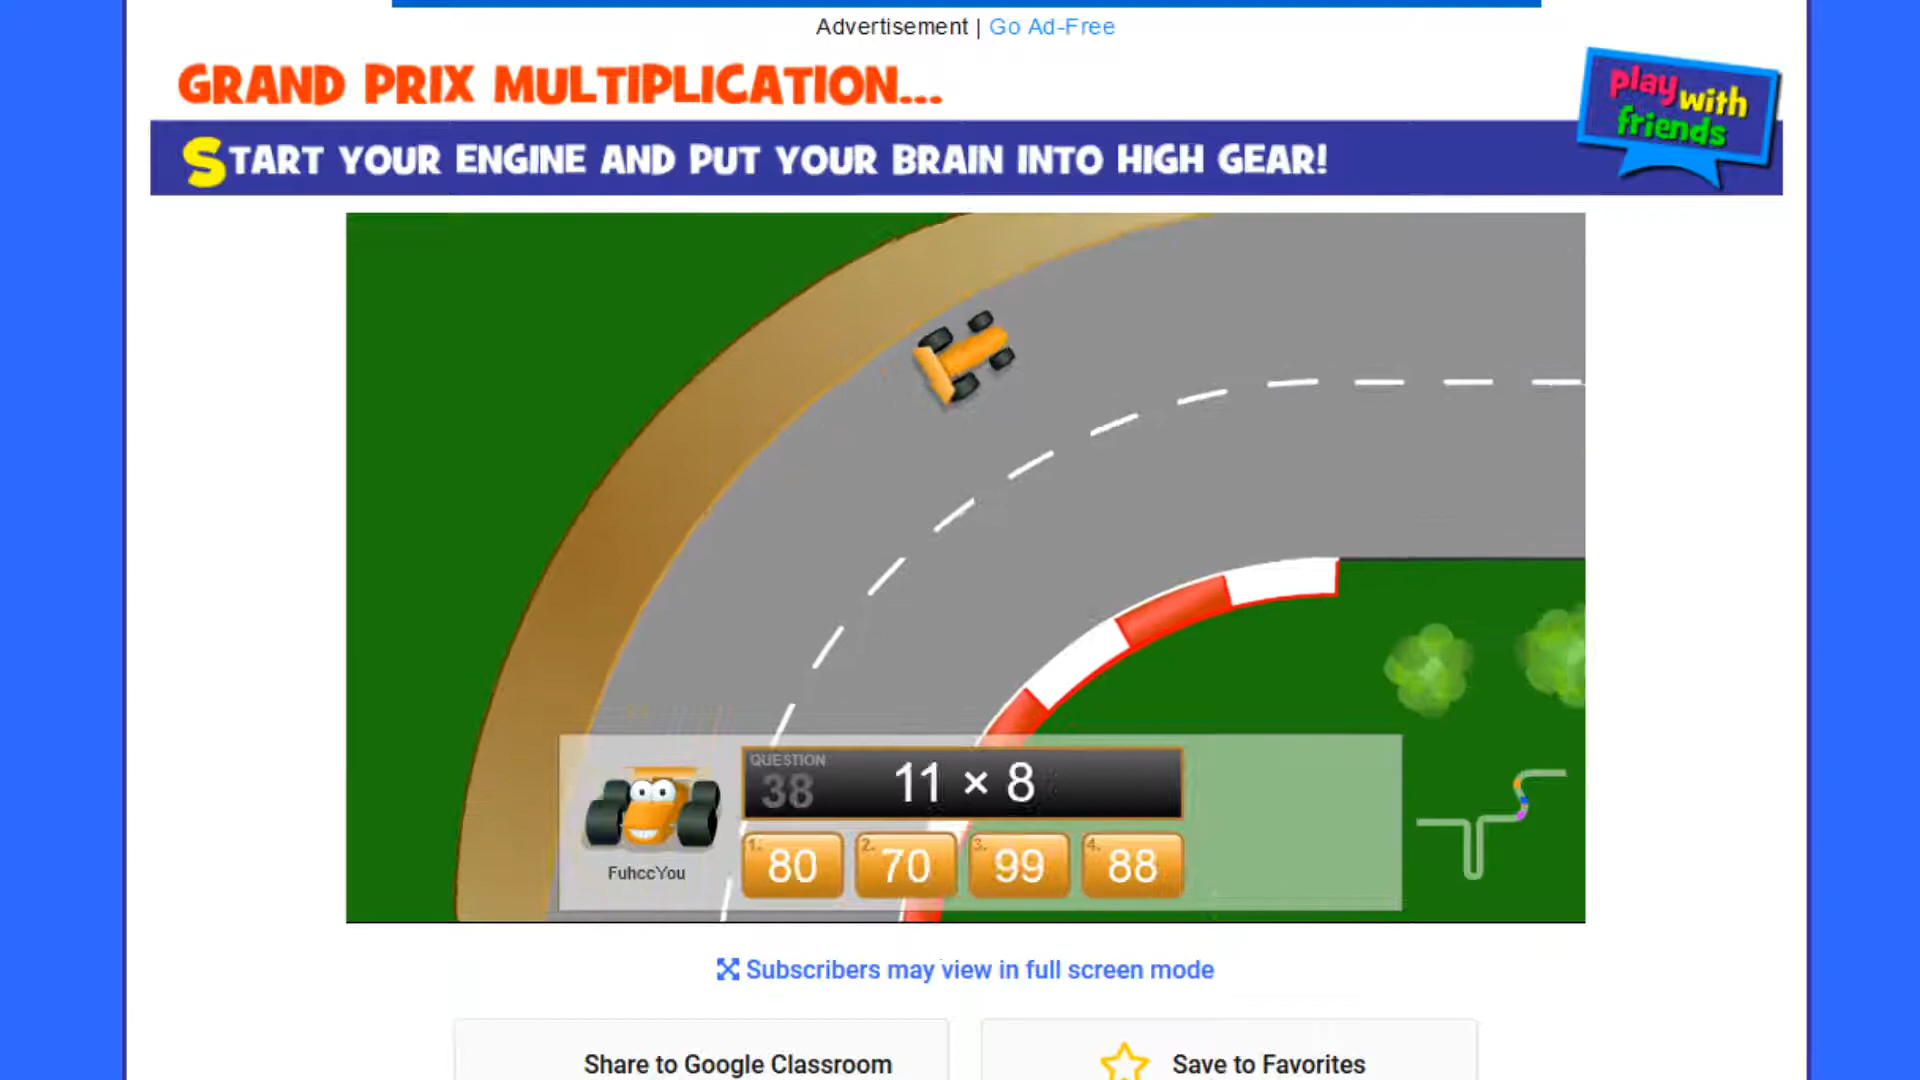 Advertisement | Go Ad-Free
GRAND PRIX MULTIPLICATION...
play with
friends
START YOUR ENGINE AND PUT YOUR BRAIN INTO HIGH GEAR!
QUESTION
38
11 × 8
1. 80
2. 70
3. 99
4. 88
FuhccYou
Subscribers may view in full screen mode
Share to Google Classroom
Save to Favorites